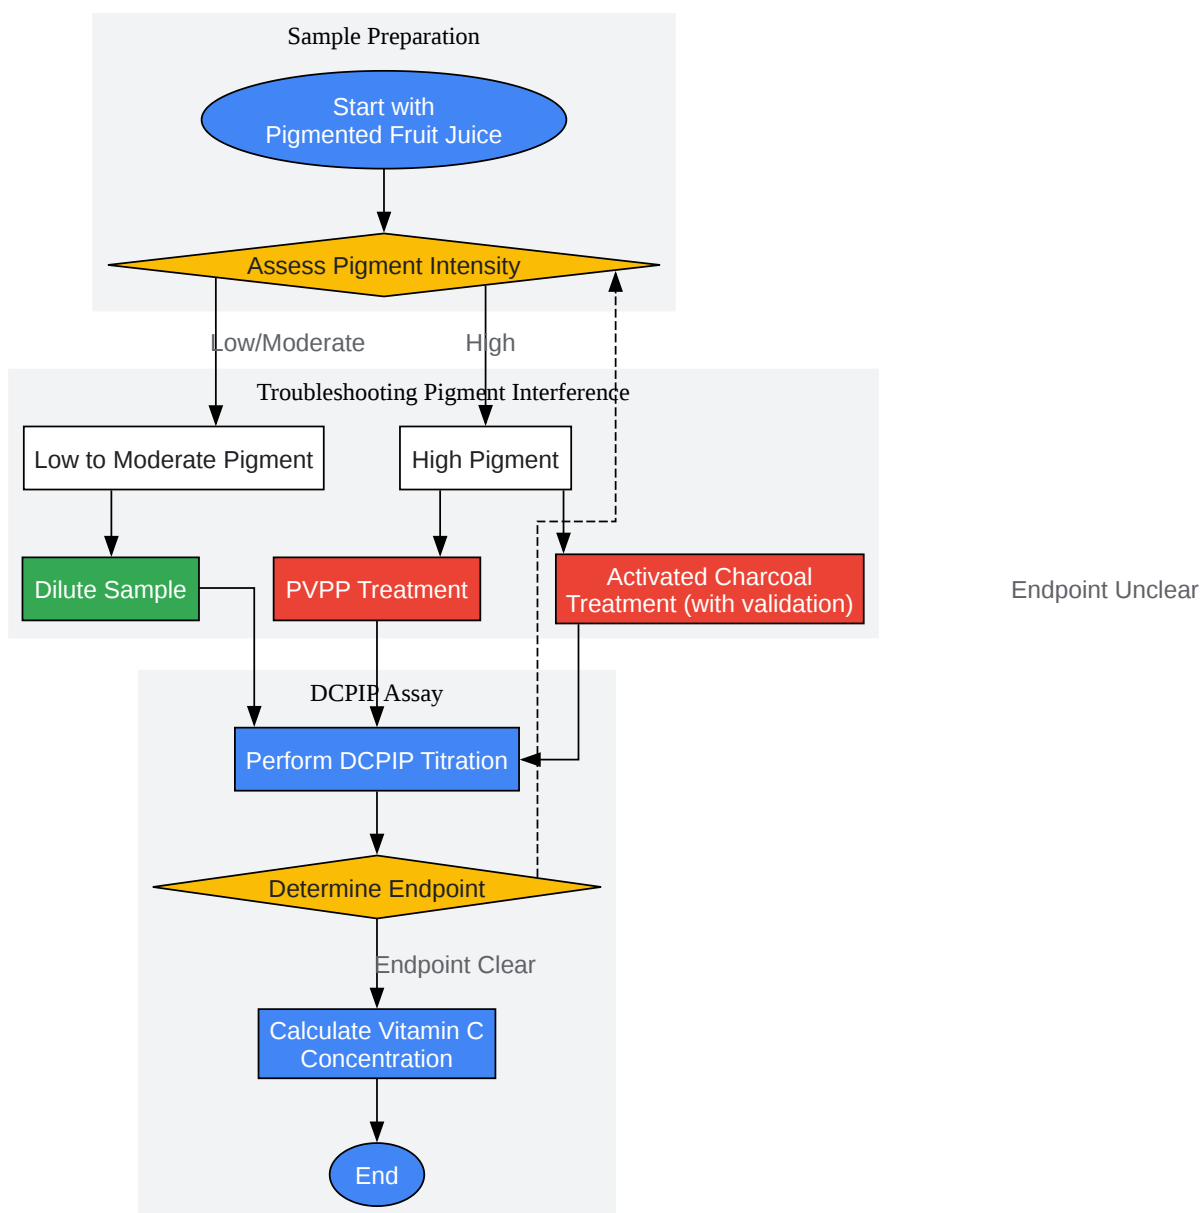 Sample Preparation
Start with
Pigmented Fruit Juice
Assess Pigment Intensity
Low/Moderate
High
Troubleshooting Pigment Interference
Low to Moderate Pigment
High Pigment
Dilute Sample
PVPP Treatment
Activated Charcoal
Treatment (with validation)
Endpoint Unclear
DCPIP Assay
Perform DCPIP Titration
Determine Endpoint
Endpoint Clear
Calculate Vitamin C
Concentration
End